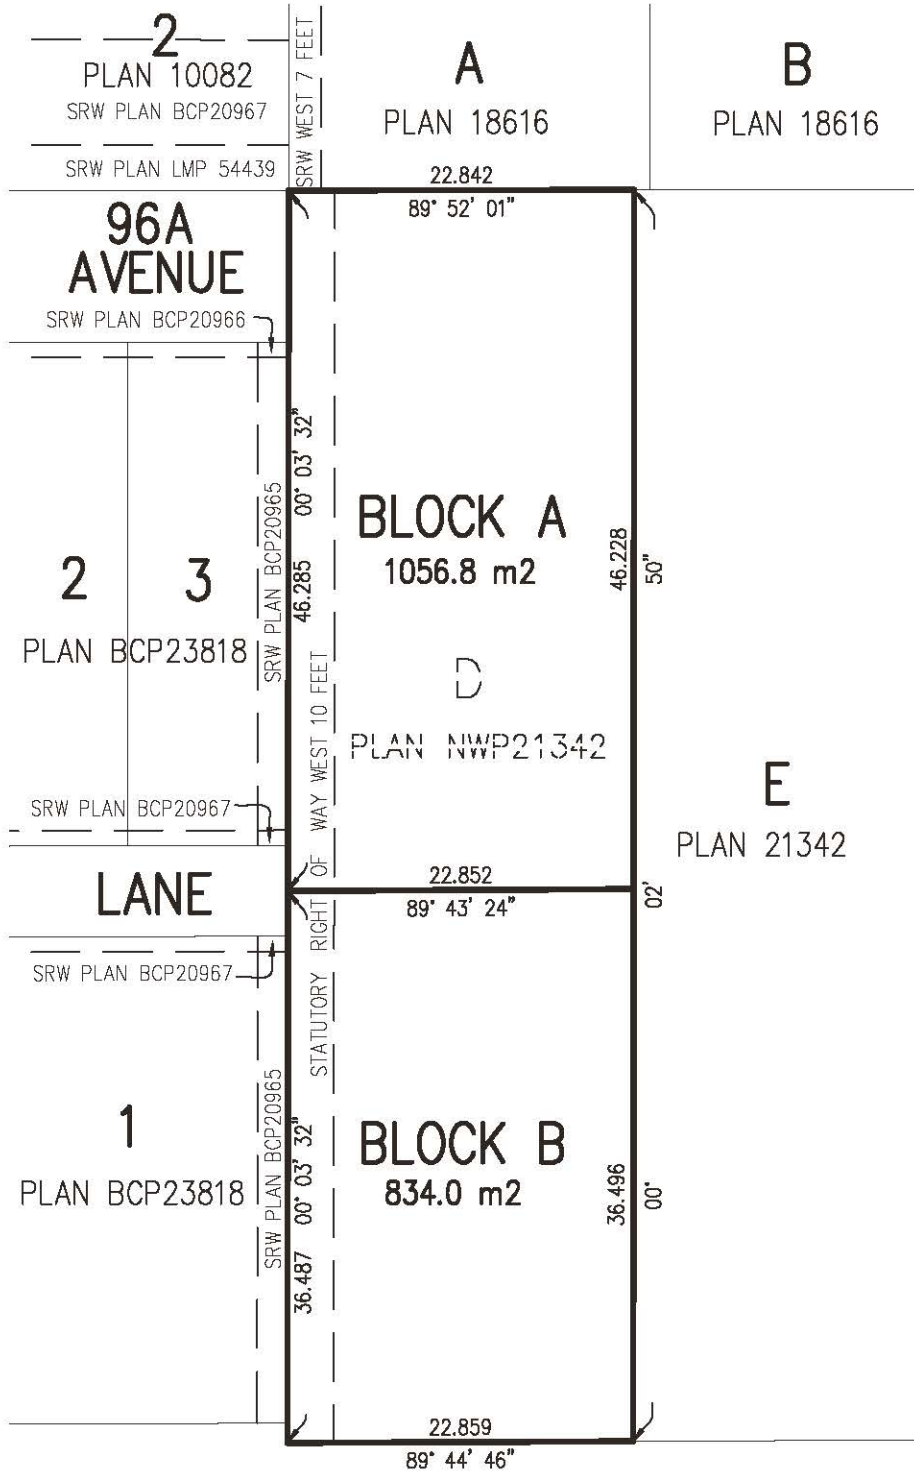 2
PLAN 10082
SRW PLAN BCP20967
SRW PLAN LMP 54439
SRW WEST 7 FEET
A
PLAN 18616
B
PLAN 18616
22.842
89° 52' 01"
96A
AVENUE
SRW PLAN BCP20966
2
3
PLAN BCP23818
SRW PLAN BCP20965
46.285 00° 03' 32"
BLOCK A
1056.8 m2
46.228
D
PLAN NWP21342
STATUTORY RIGHT OF WAY WEST 10 FEET
E
PLAN 21342
00° 02' 50"
SRW PLAN BCP20967
LANE
22.852
89° 43' 24"
SRW PLAN BCP20967
1
PLAN BCP23818
SRW PLAN BCP20965
36.487 00° 03' 32"
BLOCK B
834.0 m2
36.496
22.859
89° 44' 46"